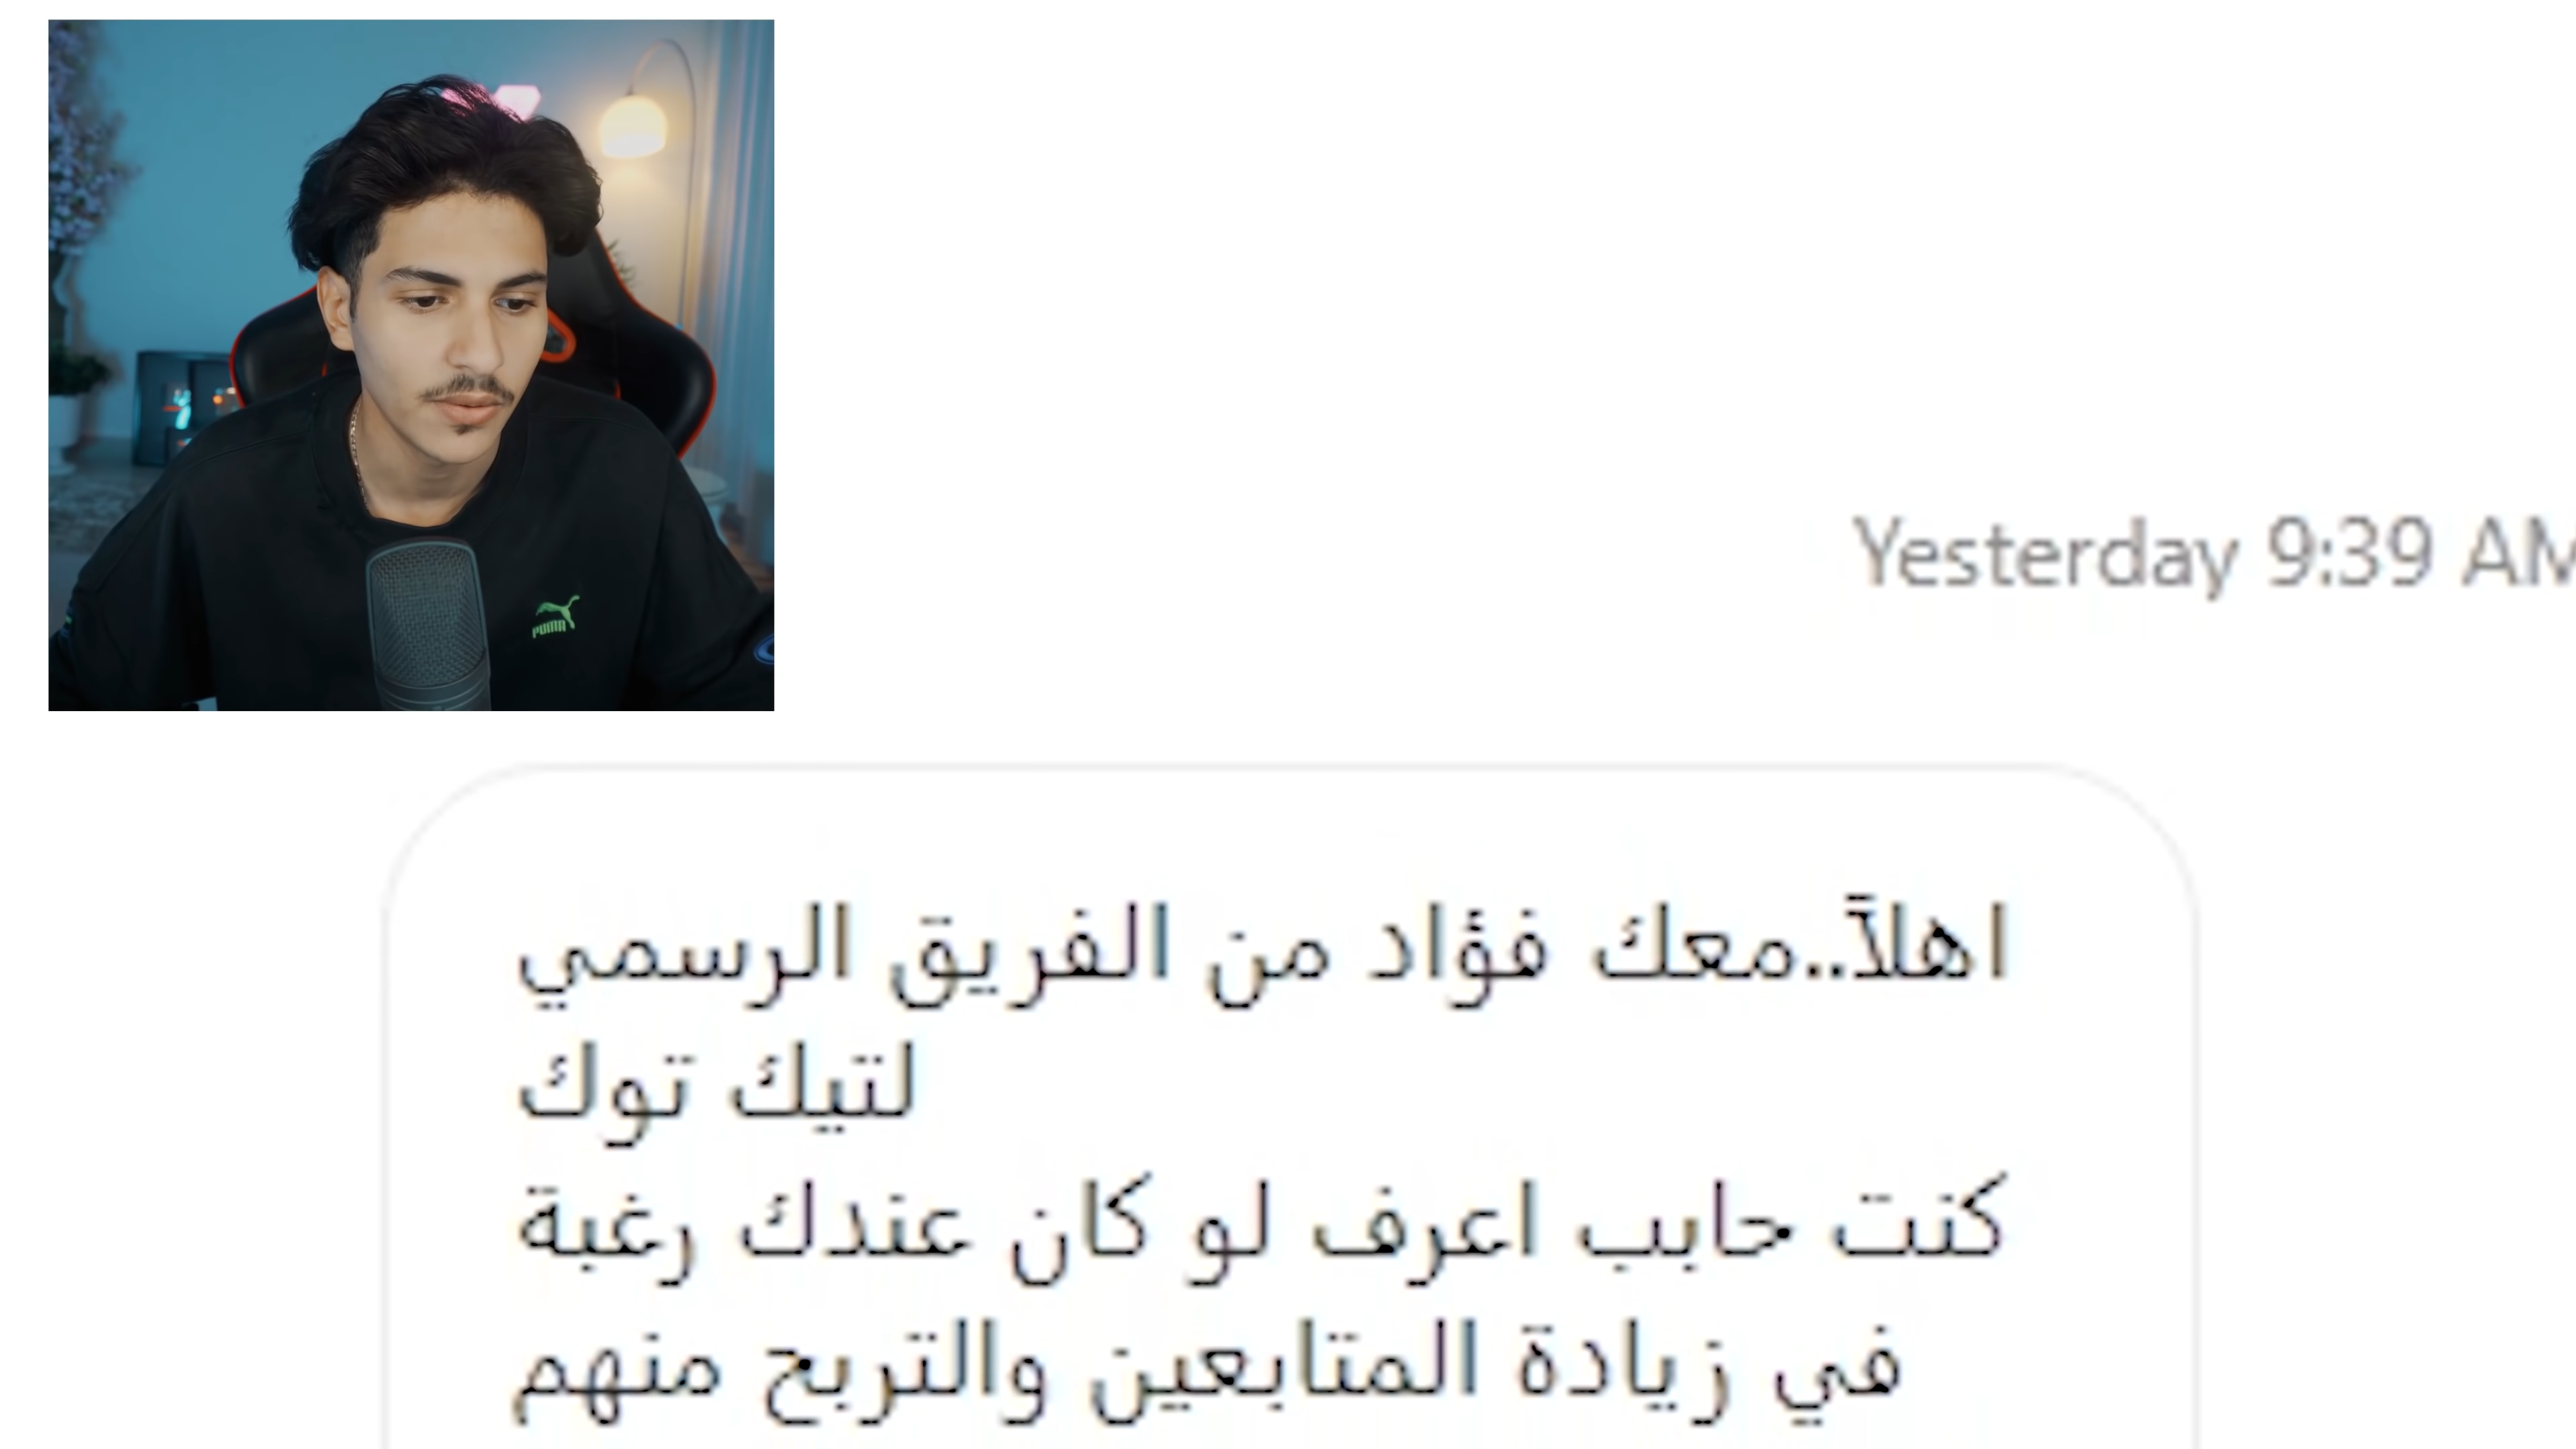 PUMA
Yesterday 9:39 AM
اهلاً..معك فؤاد من الفريق الرسمي
لتيك توك
كنت حابب اعرف لو كان عندك رغبة
في زيادة المتابعين والتربح منهم